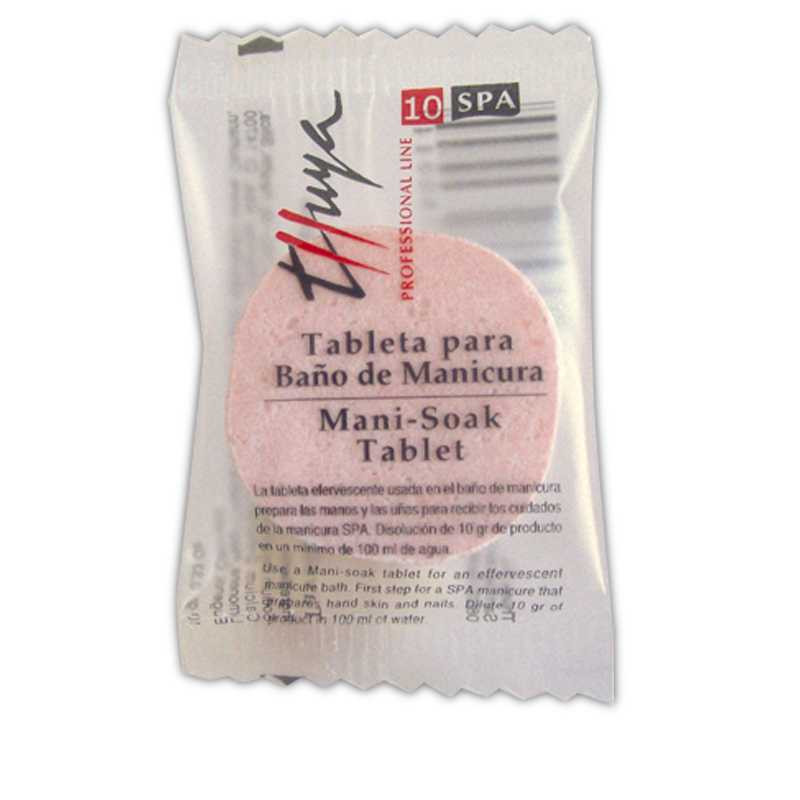 10 SPA
thuya
PROFESSIONAL LINE
Tableta para
Baño de Manicura
Mani-Soak
Tablet
La tableta efervescente usada en el baño de manicura
prepara las manos y las uñas para recibir los cuidados
de la manicura SPA. Disolución de 10 gr de producto
en un mínimo de 100 ml de agua.
Use a Mani-soak tablet for an effervescent
manicute bath. First step for a SPA manicure that
prepares hand skin and nails. Dilute 10 gr of
product in 100 ml of water.